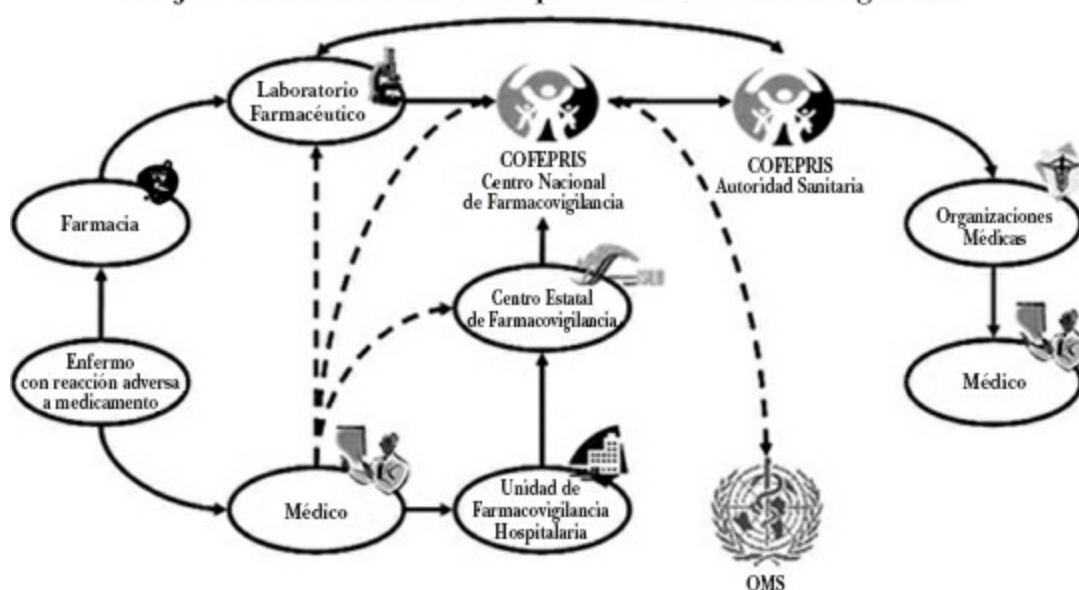 Laboratorio
Farmacéutico
COFEPRIS
Centro Nacional
de Farmacovigilancia
COFEPRIS
Autoridad Sanitaria
Farmacia
Organizaciones
Médicas
Centro Estatal
de Farmacovigilancia
Enfermo
con reacción adversa
a medicamento
Médico
Médico
Unidad de
Farmacovigilancia
Hospitalaria
OMS